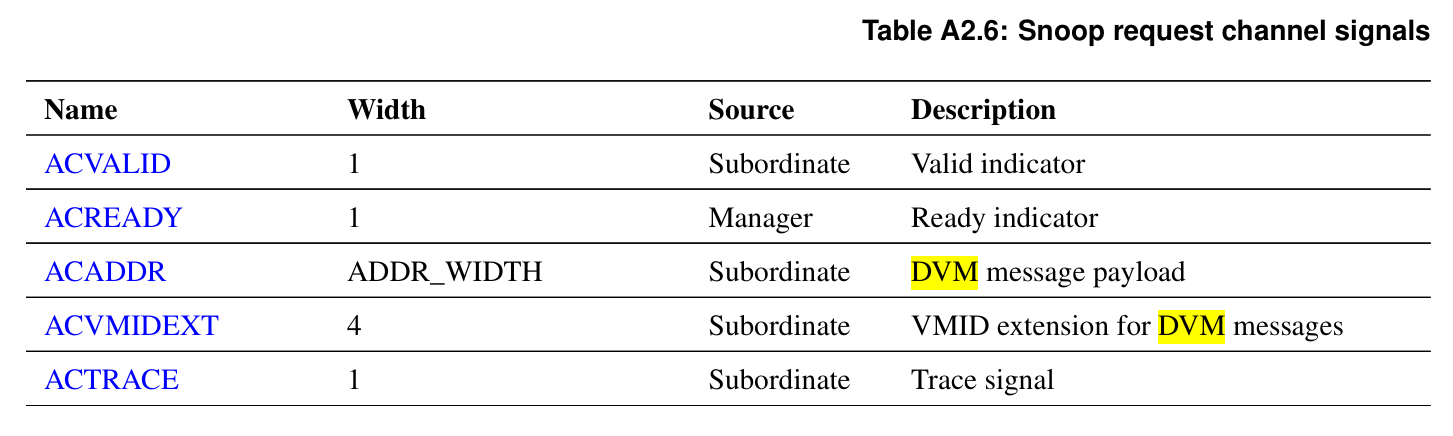 Table A2.6: Snoop request channel signals
Name Width Source Description
ACVALID 1 Subordinate Valid indicator
ACREADY 1 Manager Ready indicator
ACADDR ADDR_WIDTH Subordinate DVM message payload
ACVMIDEXT 4 Subordinate VMID extension for DVM messages
ACTRACE 1 Subordinate Trace signal